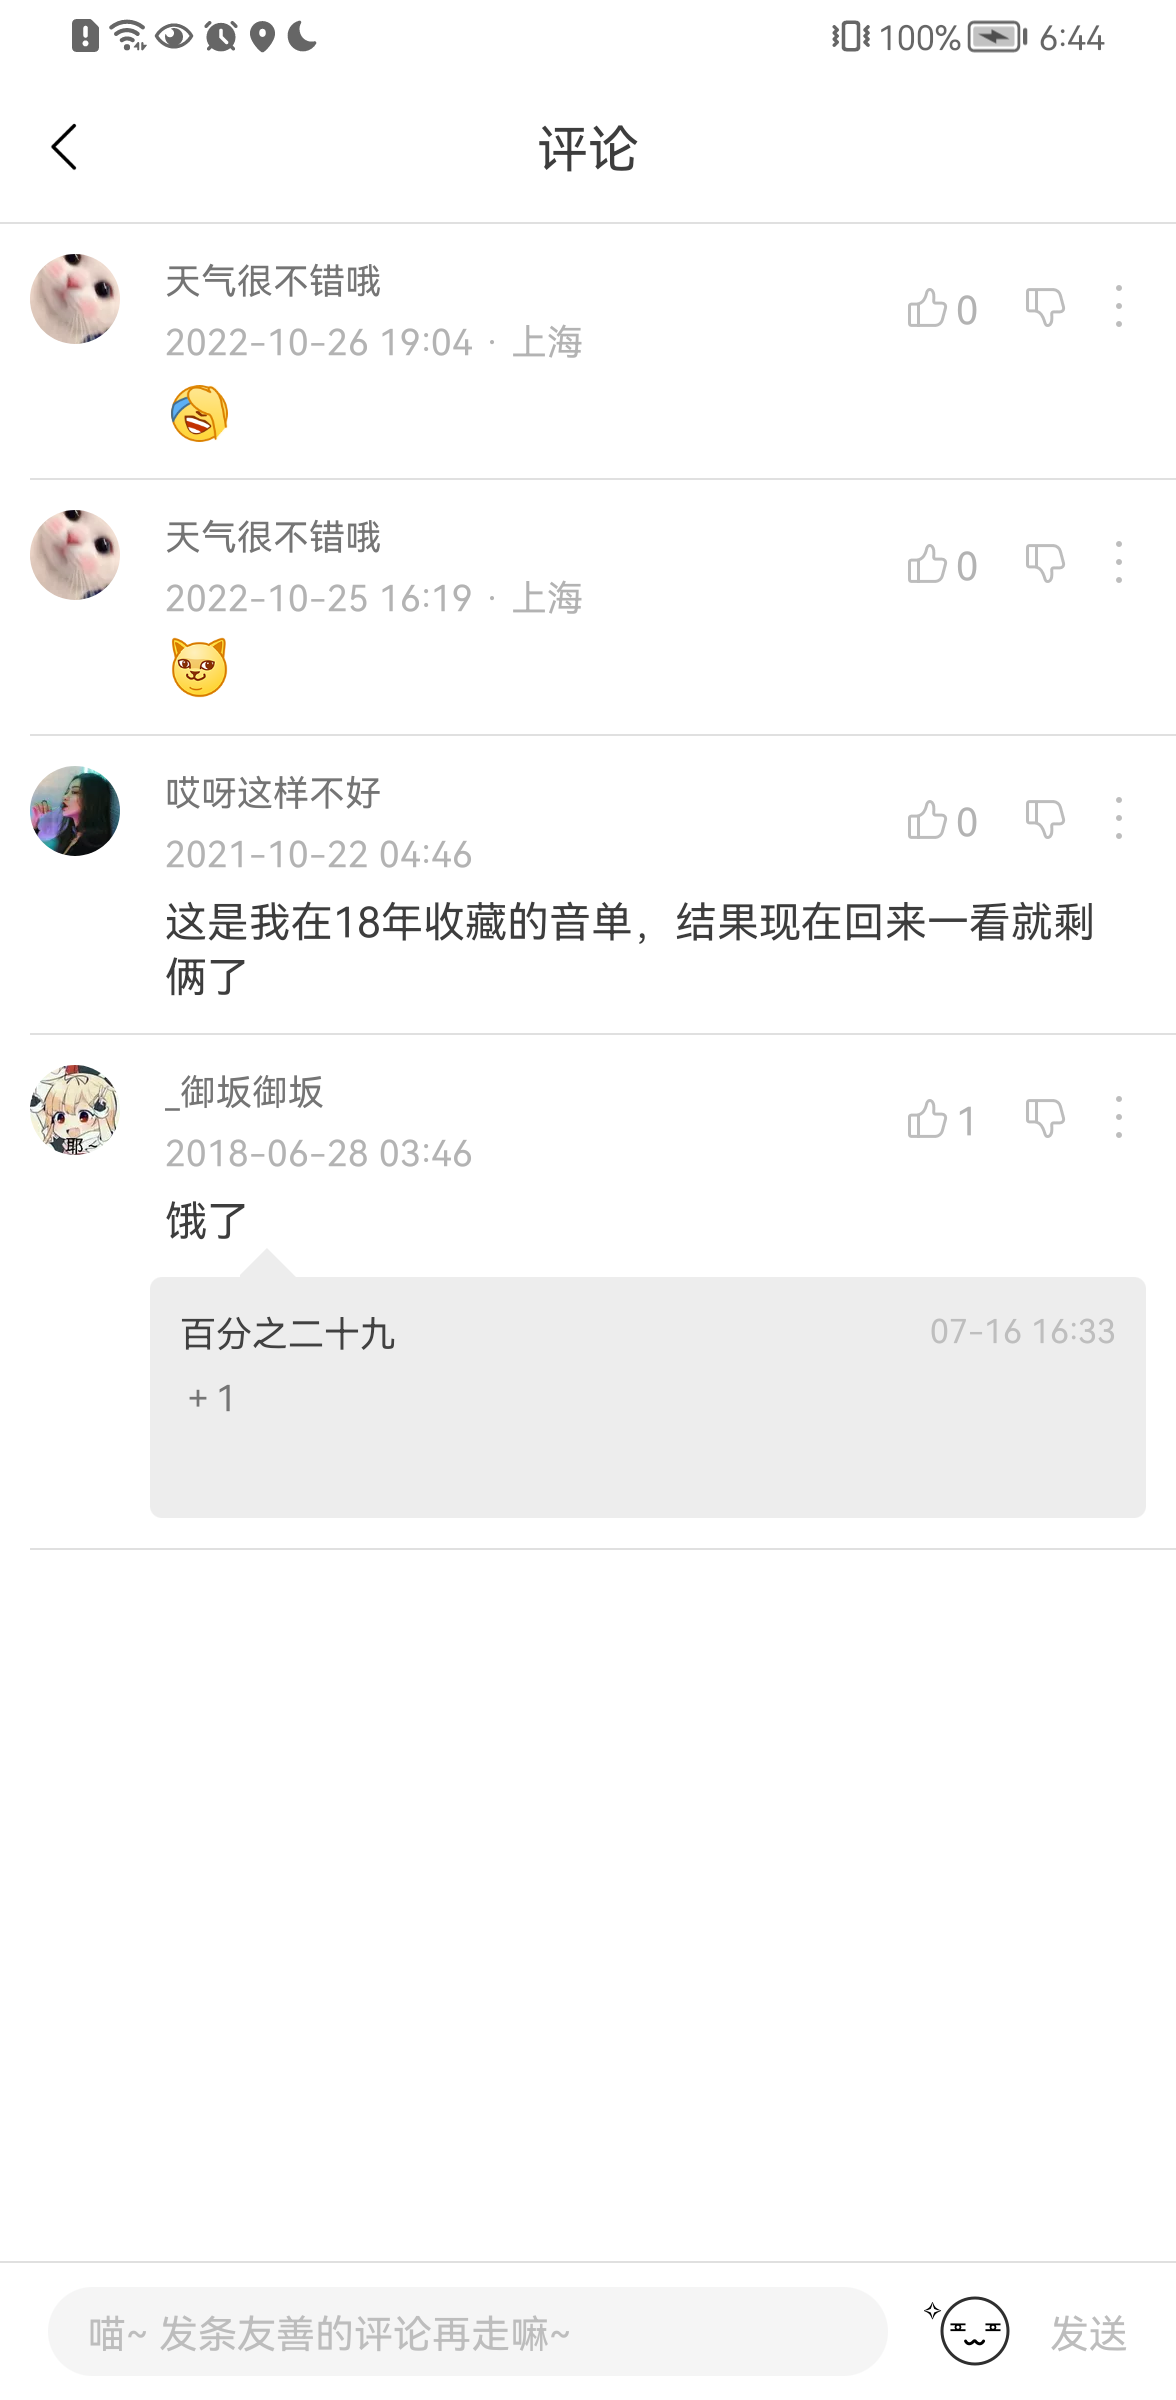 100% 6:44
评论
天气很不错哦
2022-10-26 19:04 · 上海
0
天气很不错哦
2022-10-25 16:19 · 上海
0
哎呀这样不好
2021-10-22 04:46
0
这是我在18年收藏的音单，结果现在回来一看就剩
俩了
_御坂御坂
2018-06-28 03:46
1
耶~
饿了
百分之二十九 07-16 16:33
+1
喵~ 发条友善的评论再走嘛~ 发送